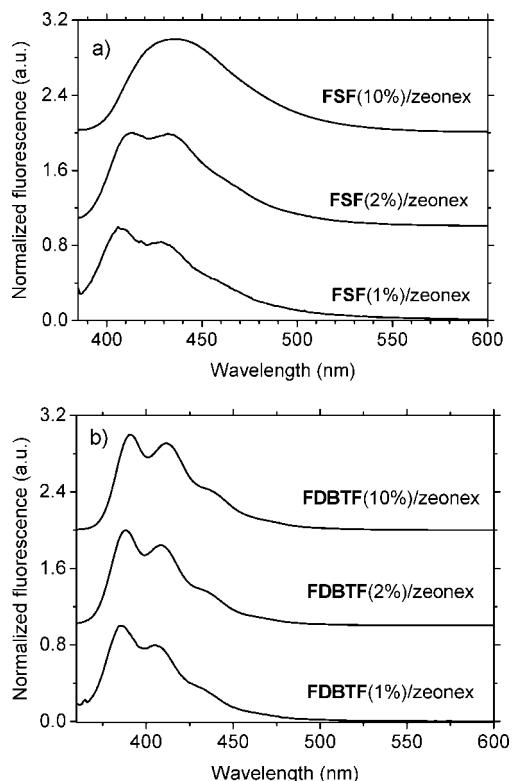 a)
Normalized fluorescence (a.u.)
3.2
2.4
1.6
0.8
0.0
FSF(10%)/zeonex
FSF(2%)/zeonex
FSF(1%)/zeonex
400 450 500 550 600
Wavelength (nm)
b)
Normalized fluorescence (a.u.)
3.2
2.4
1.6
0.8
0.0
FDBTF(10%)/zeonex
FDBTF(2%)/zeonex
FDBTF(1%)/zeonex
400 450 500 550 600
Wavelength (nm)